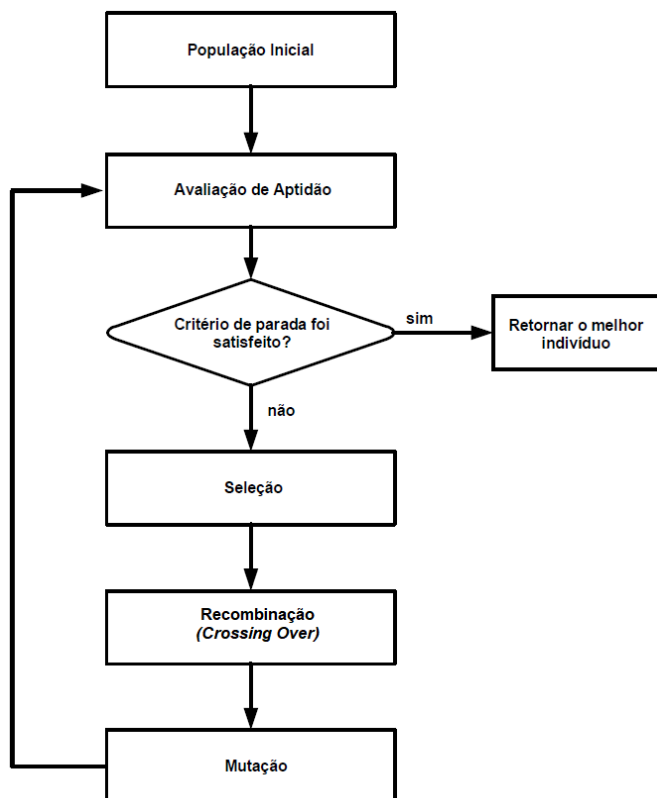 População Inicial
Avaliação de Aptidão
Critério de parada foi
satisfeito?
sim
Retornar o melhor
indivíduo
não
Seleção
Recombinação
(Crossing Over)
Mutação